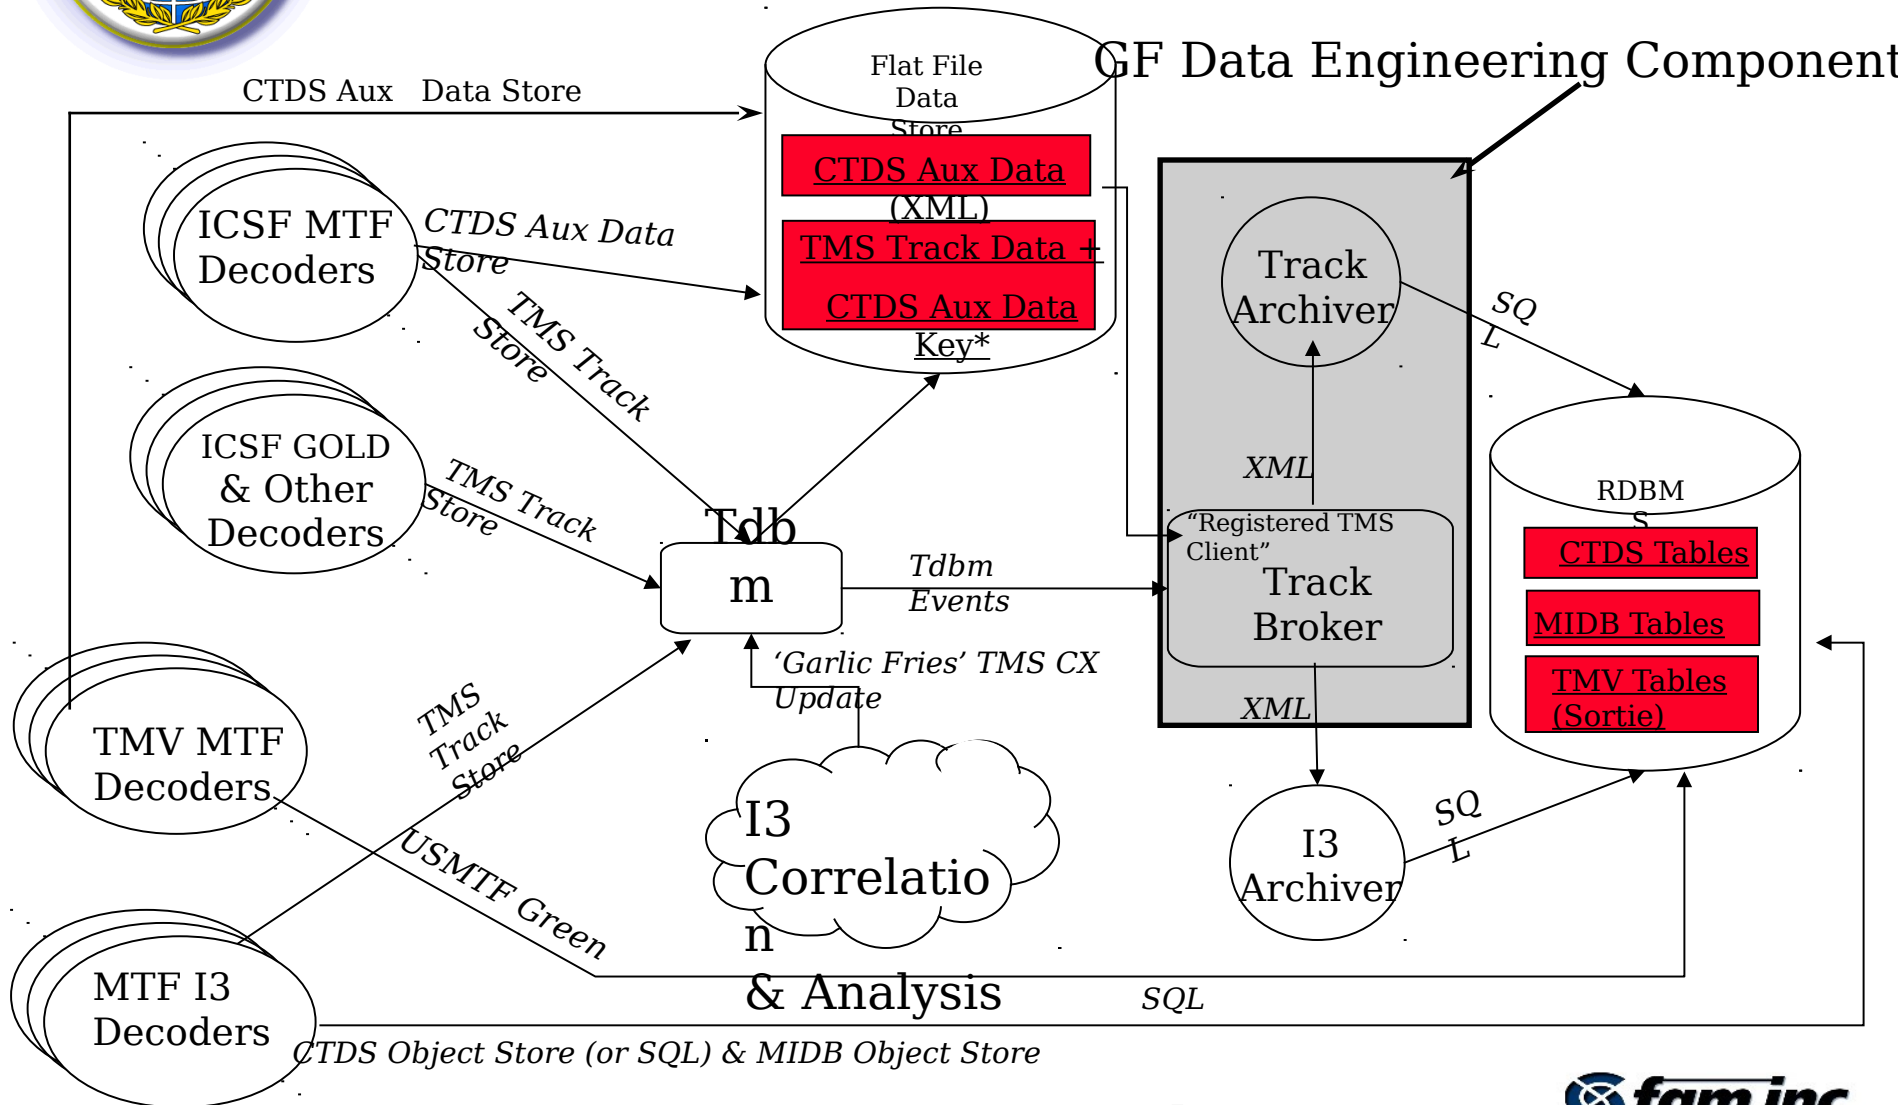 GF Data Engineering Component
CTDS Aux   Data Store
Flat File
Data
Store
CTDS Aux Data
(XML)
TMS Track Data +
CTDS Aux Data
Key*
ICSF MTF
Decoders
CTDS Aux Data
Store
TMS Track
Store
Track
Archiver
SQ
L
ICSF GOLD
& Other
Decoders
TMS Track
Store
XML
Tdb
m
Tdbm
Events
"Registered TMS
Client"
Track
Broker
RDBM
S
CTDS Tables
MIDB Tables
TMV Tables
(Sortie)
'Garlic Fries' TMS CX
Update
XML
TMV MTF
Decoders
TMS
Track
Store
USMTF Green
I3
Correlatio
n
& Analysis
I3
Archiver
SQ
L
MTF I3
Decoders
SQL
CTDS Object Store (or SQL) & MIDB Object Store
fgm inc